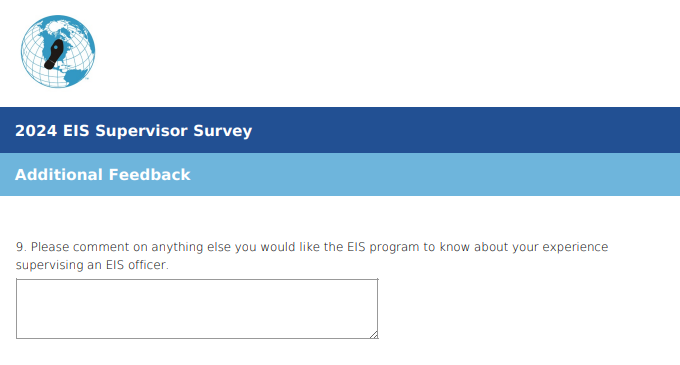 2024 EIS Supervisor Survey
Additional Feedback
9. Please comment on anything else you would like the EIS program to know about your experience
supervising an EIS officer.